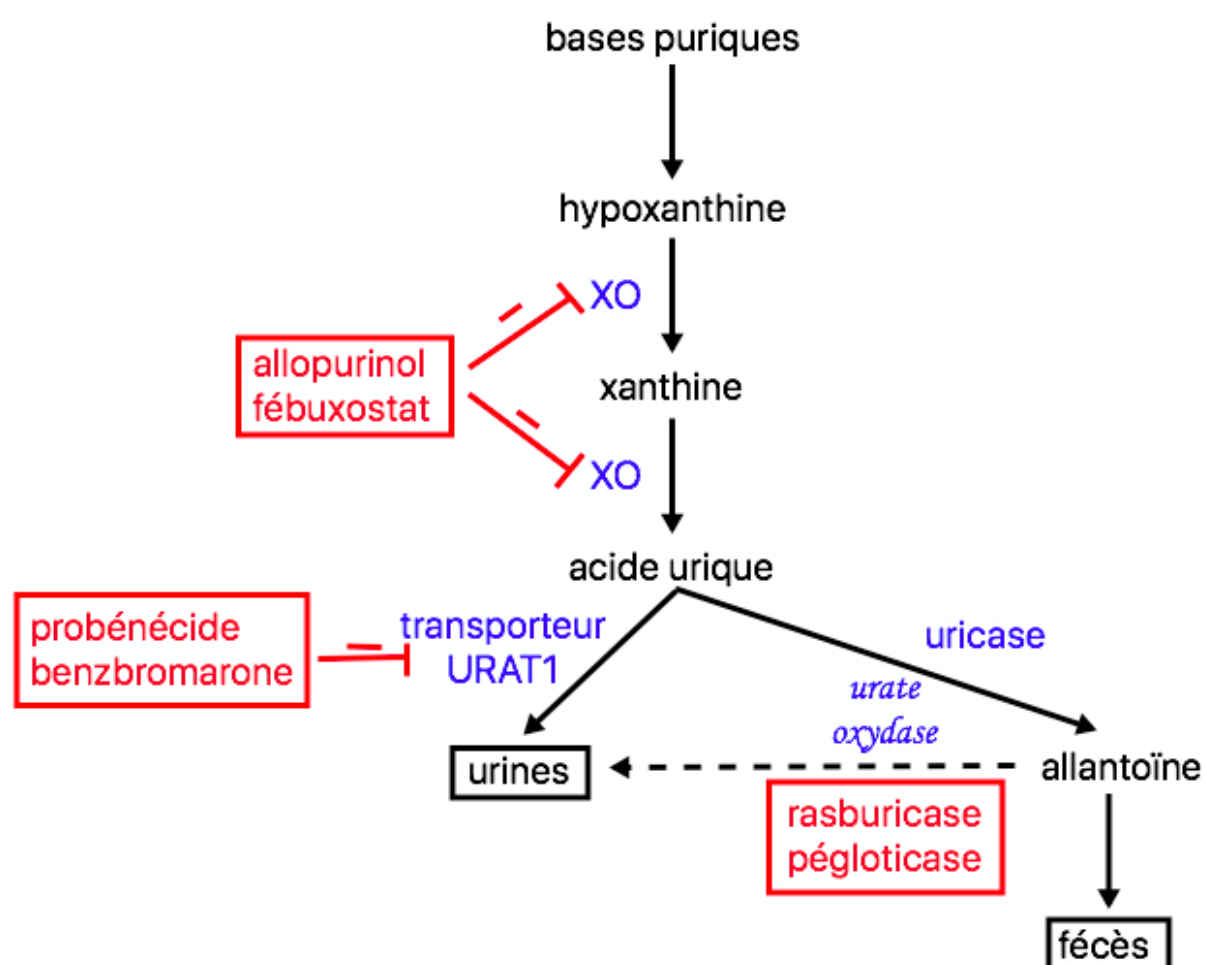 bases puriques
hypoxanthine
XO
allopurinol
fébuxostat
xanthine
XO
acide urique
probénécide
benzbromarone
transporteur
URAT1
uricase
urate
oxydase
urines
allantoïne
rasburicase
pégloticase
fécès